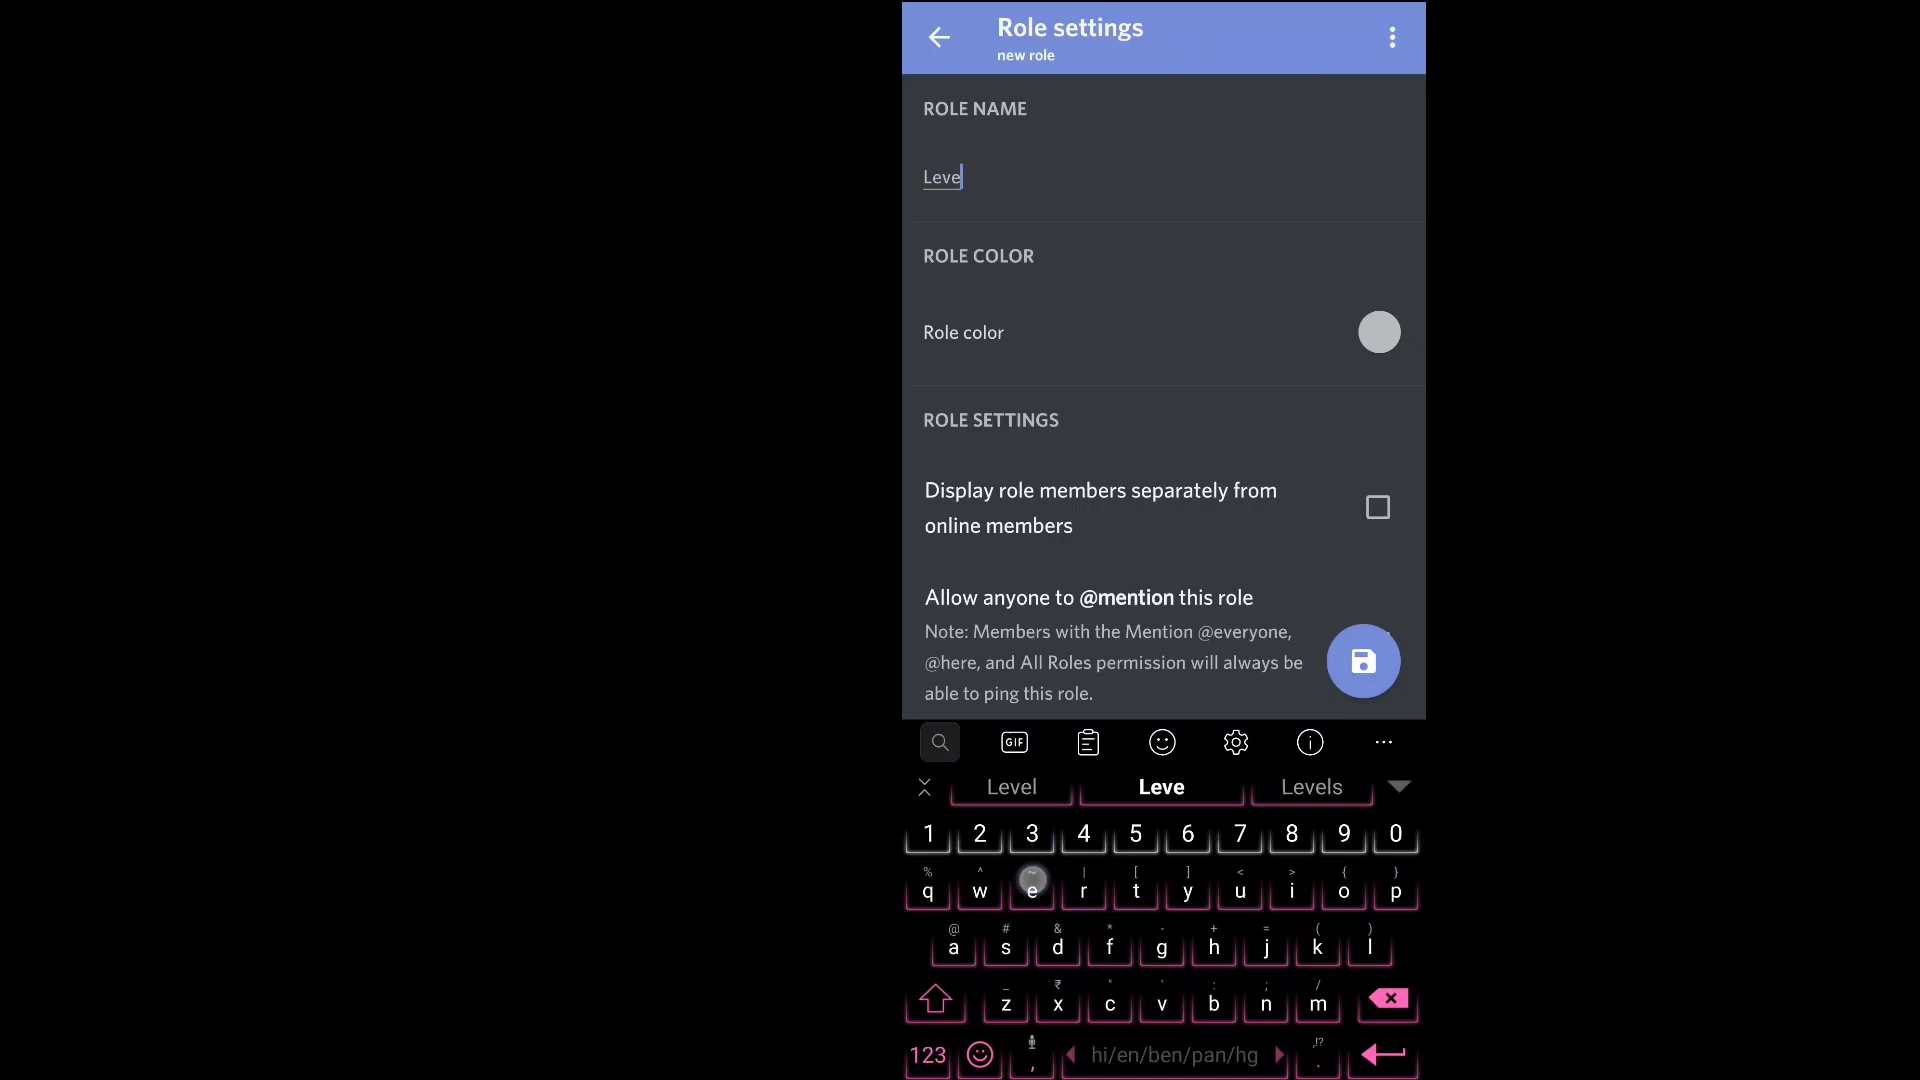 Role settings
new role
ROLE NAME
Leve
ROLE COLOR
Role color
ROLE SETTINGS
Display role members separately from
online members
Allow anyone to @mention this role
Note: Members with the Mention @everyone,
@here, and All Roles permission will always be
able to ping this role.
GIF
Level Leve Levels
1 2 3 4 5 6 7 8 9 0
% ^ ~ | [ ] < > { }
q w e r t y u i o p
@ # & * - + = ( )
a s d f g h j k l
_ ₹ " ' : ; /
z x c v b n m
123 , hi/en/ben/pan/hg ,!? .